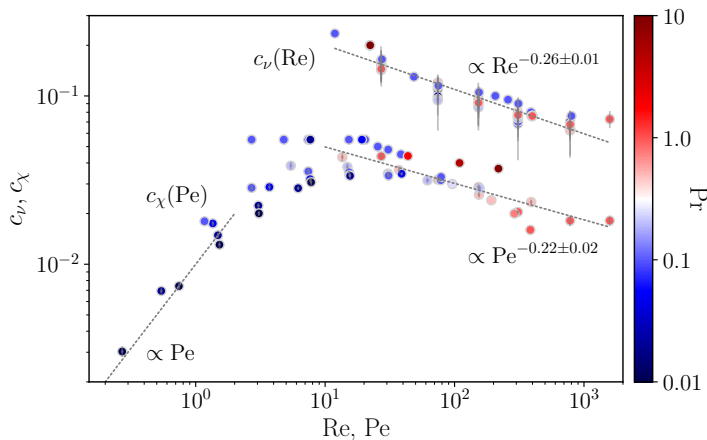 c_ν(Re)
∝ Re^{−0.26±0.01}
c_χ(Pe)
∝ Pe^{−0.22±0.02}
∝ Pe
c_ν, c_χ
10^{−1}
10^{−2}
10^0
10^1
10^2
10^3
Re, Pe
10
1.0
0.1
0.01
Pr